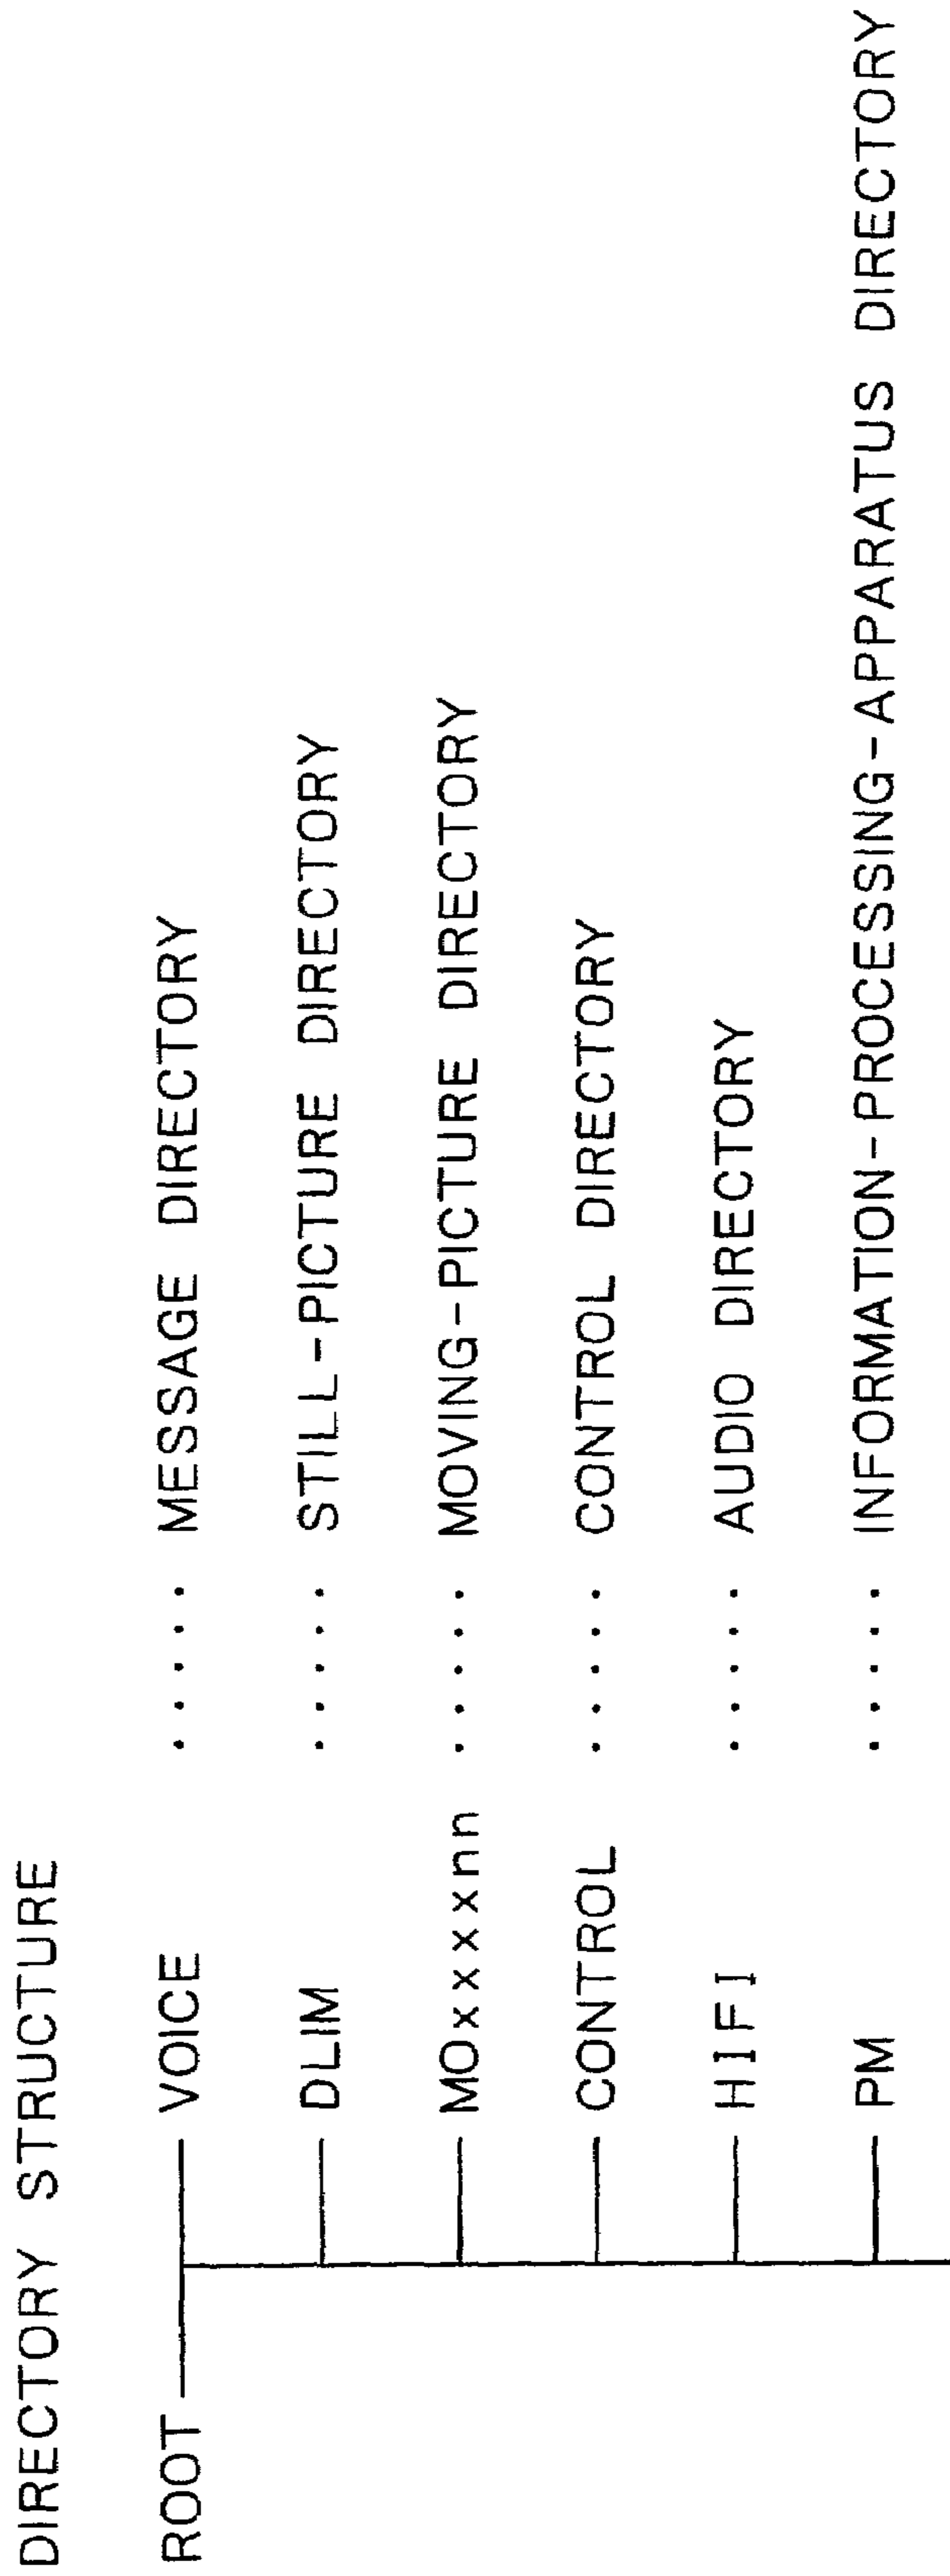 DIRECTORY STRUCTURE
ROOT VOICE ..... MESSAGE DIRECTORY
DLIM ..... STILL-PICTURE DIRECTORY
MOxxxxnn ..... MOVING-PICTURE DIRECTORY
CONTROL ..... CONTROL DIRECTORY
HIFI ..... AUDIO DIRECTORY
PM ..... INFORMATION-PROCESSING-APPARATUS DIRECTORY